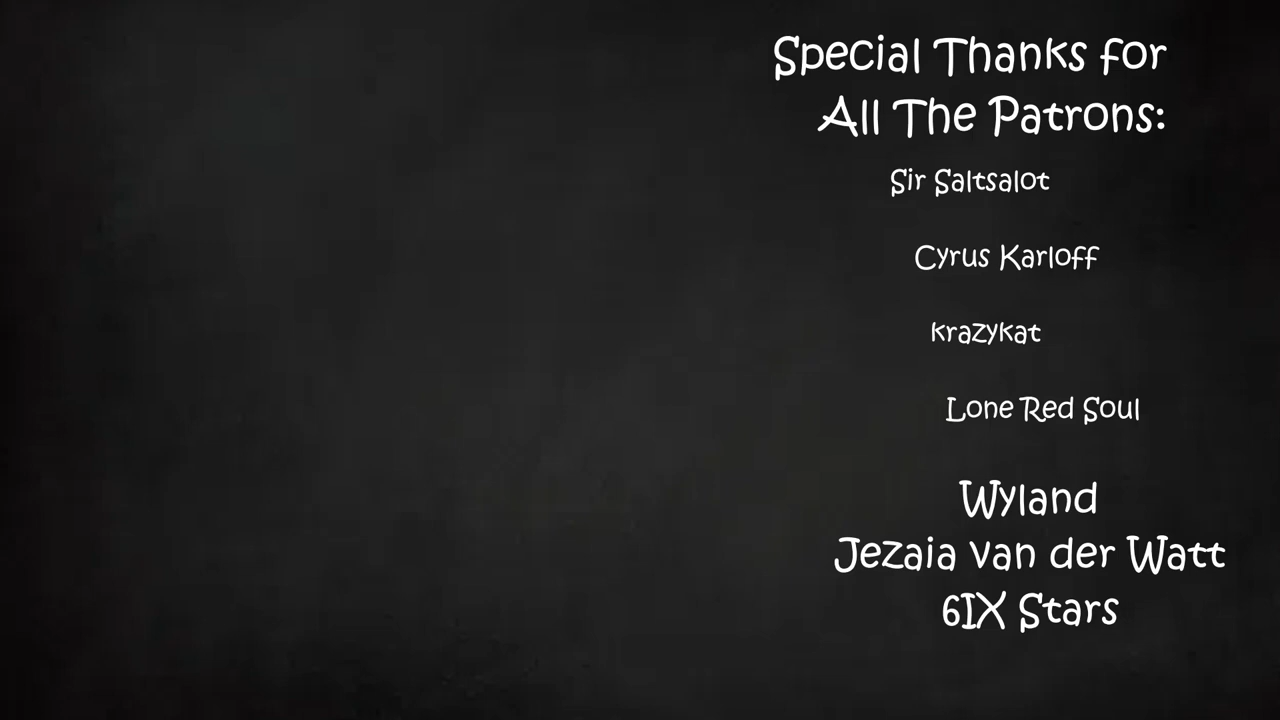 Special Thanks for
All The Patrons:
Sir Saltsalot
Cyrus Karloff
krazykat
Lone Red Soul
Wyland
Jezaia van der Watt
6IX Stars